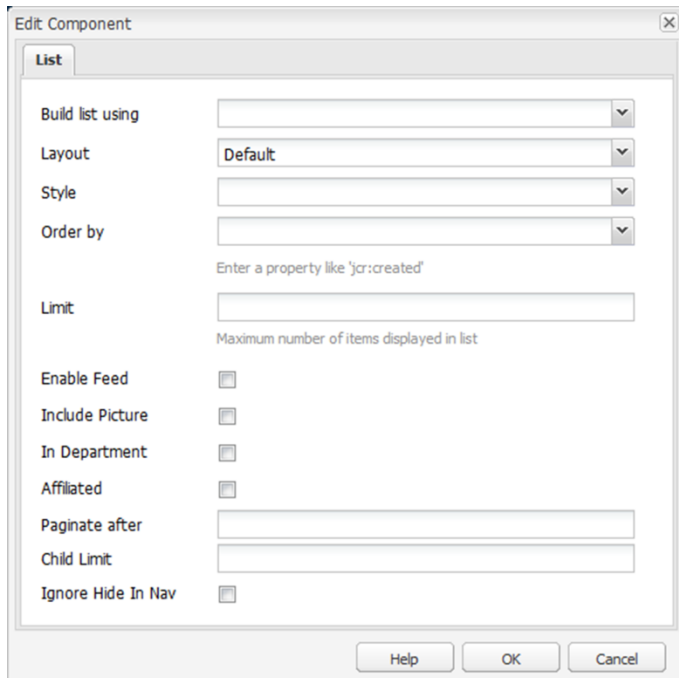 Edit Component
List
Build list using
Layout Default
Style
Order by
Enter a property like 'jcr:created'
Limit
Maximum number of items displayed in list
Enable Feed
Include Picture
In Department
Affiliated
Paginate after
Child Limit
Ignore Hide In Nav
Help OK Cancel